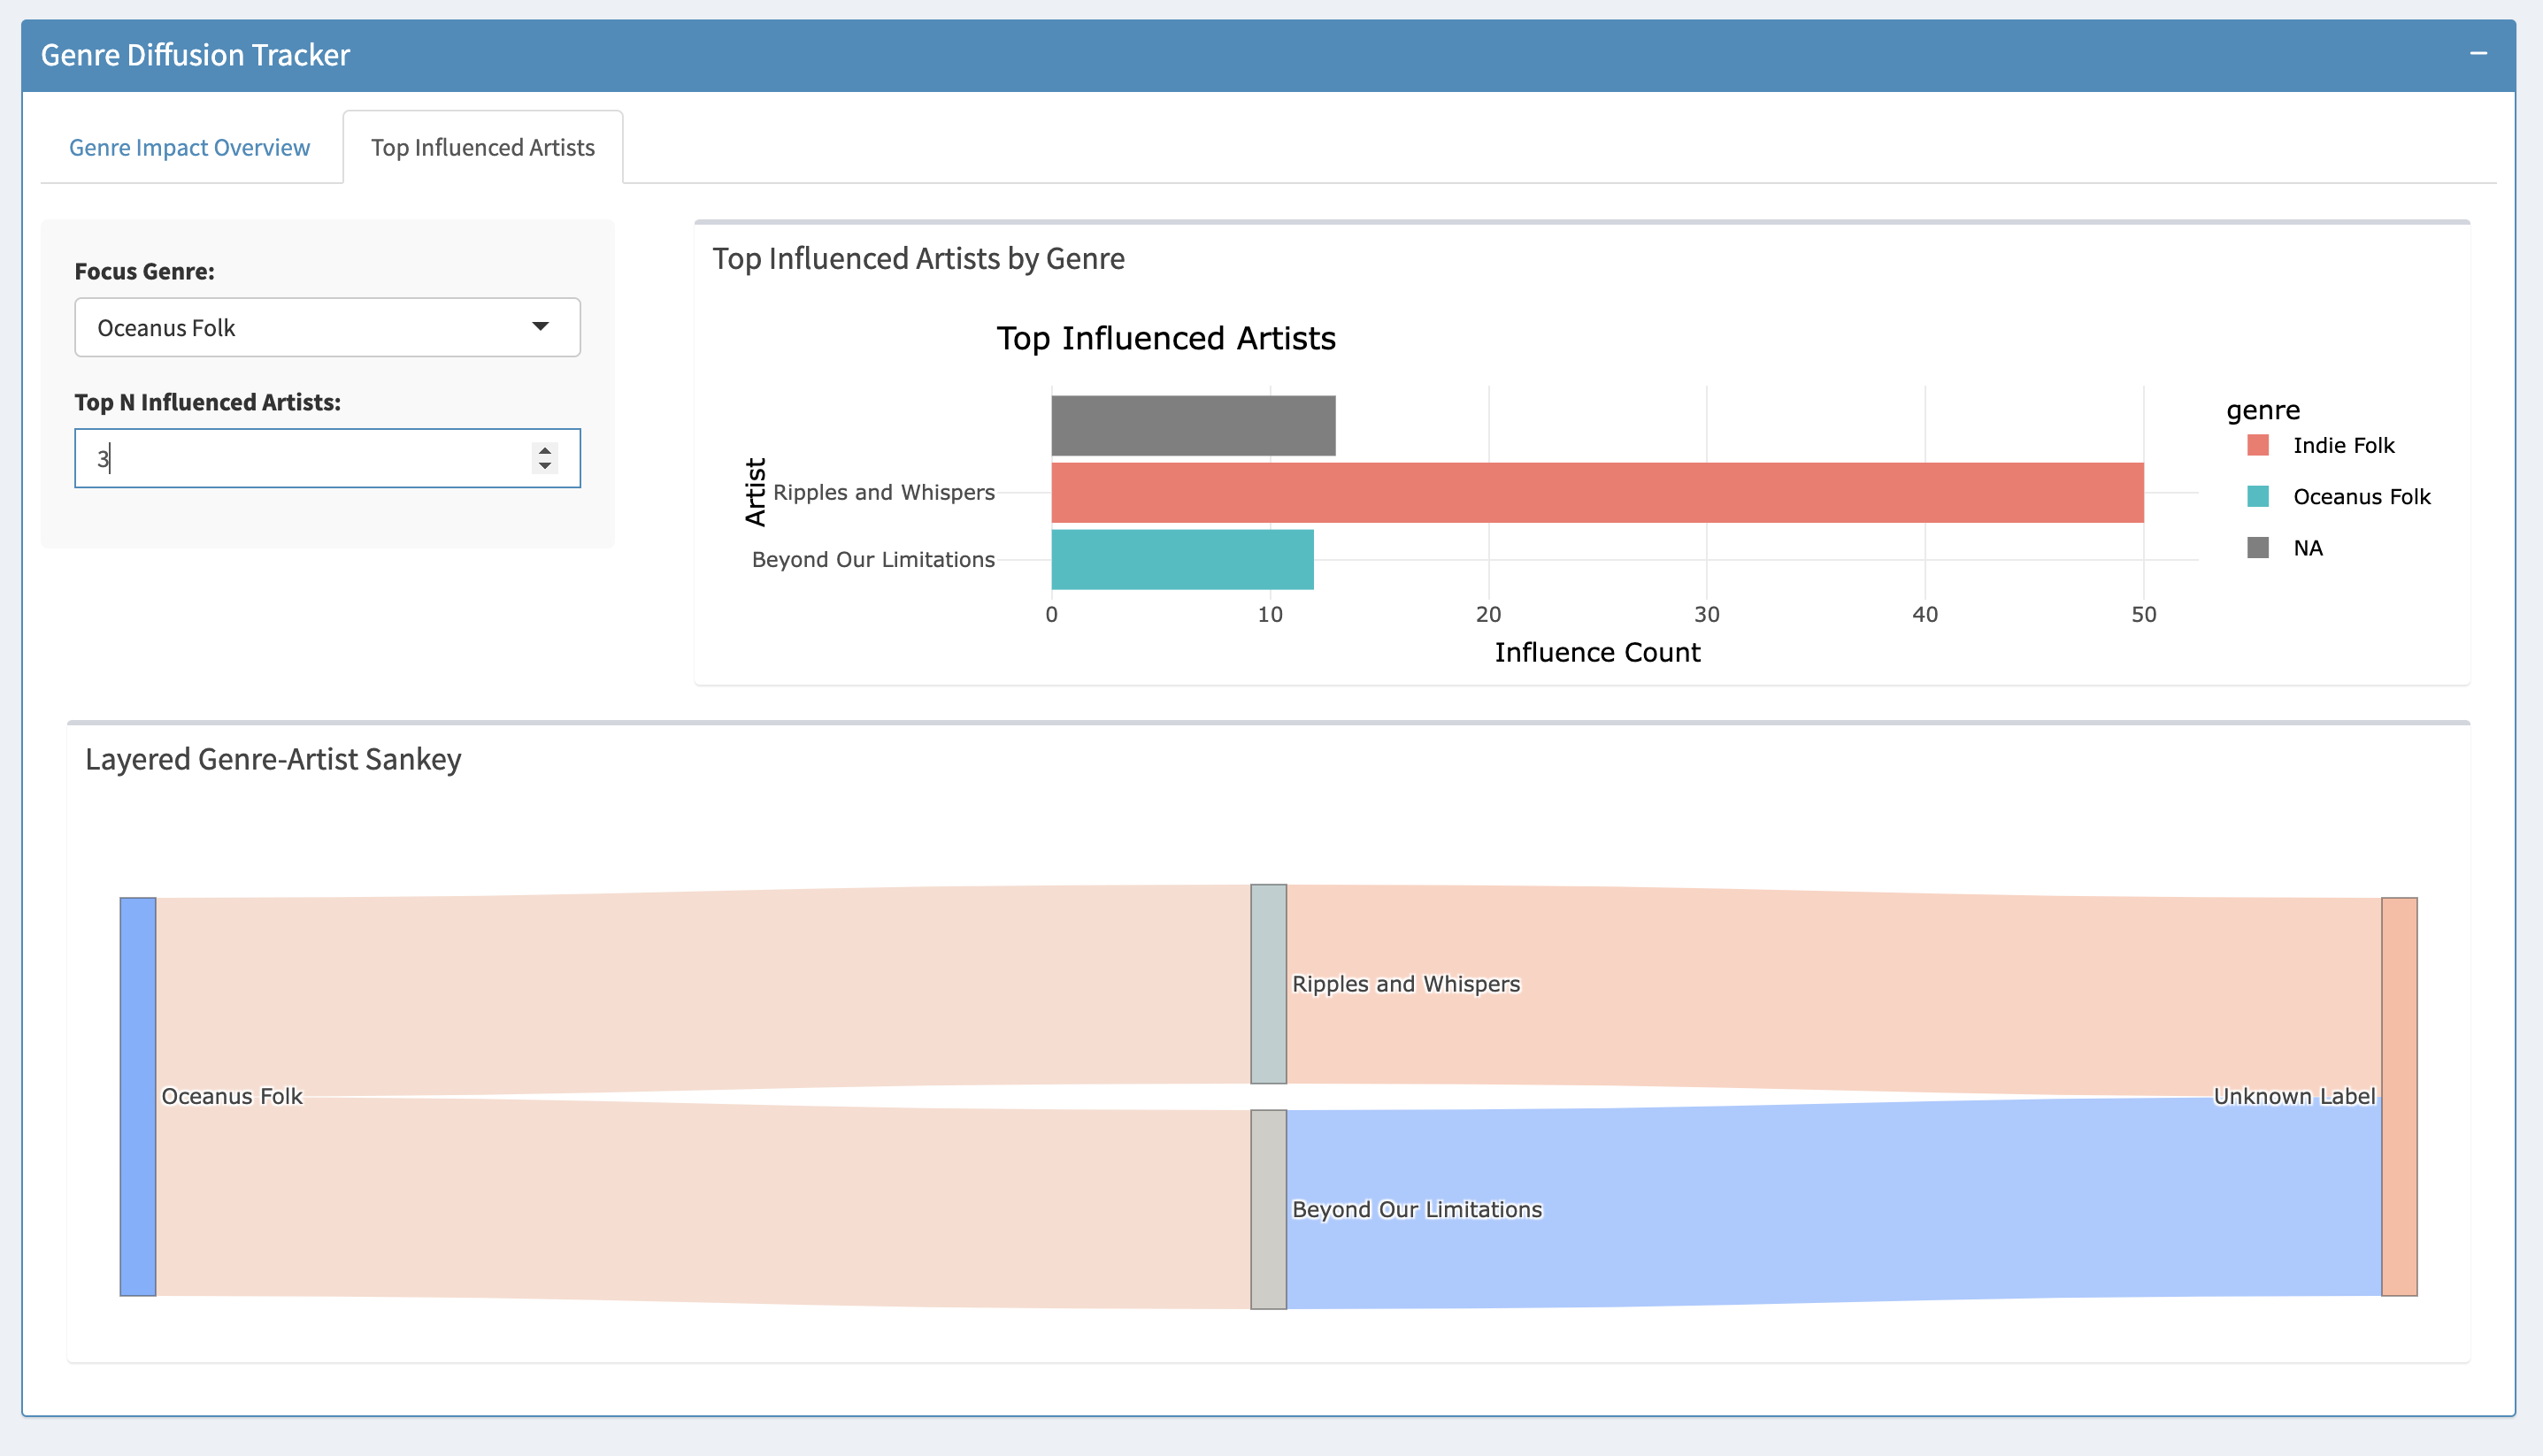 Genre Diffusion Tracker
Genre Impact Overview
Top Influenced Artists
Focus Genre:
Oceanus Folk
Top N Influenced Artists:
3
Top Influenced Artists by Genre
Top Influenced Artists
Artist
Ripples and Whispers
Beyond Our Limitations
0 10 20 30 40 50
Influence Count
genre
Indie Folk
Oceanus Folk
NA
Layered Genre-Artist Sankey
Ripples and Whispers
Oceanus Folk
Unknown Label
Beyond Our Limitations